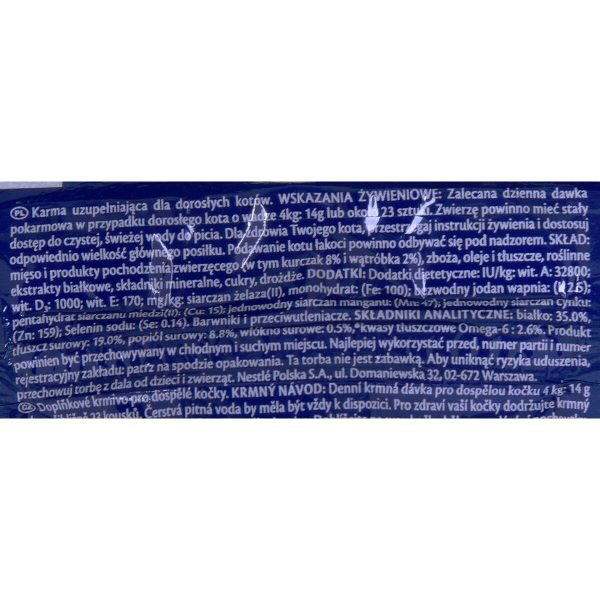 PL Karma uzupełniająca dla dorosłych kotów. WSKAZANIA ŻYWIENIOWE: Zalecana dzienna dawka
pokarmowa w przypadku dorosłego kota o wadze 4kg: 14g lub około 23 sztuki. Zwierzę powinno mieć stały
dostęp do czystej, świeżej wody do picia. Dla zdrowia Twojego kota, przestrzegaj instrukcji żywienia i dostosuj
odpowiednio wielkość głównego posiłku. Podawanie kotu łakoci powinno odbywać się pod nadzorem. SKŁAD:
mięso i produkty pochodzenia zwierzęcego (w tym kurczak 8% i wątróbka 2%), zboża, oleje i tłuszcze, roślinne
ekstrakty białkowe, składniki mineralne, cukry, drożdże. DODATKI: Dodatki dietetyczne: IU/kg: wit. A: 32800;
wit. D₃: 1000; wit. E: 170; mg/kg: siarczan żelaza(II), monohydrat: (Fe: 100); bezwodny jodan wapnia:
pentahydrat siarczanu miedzi(II): (Cu: 15); jednowodny siarczan manganu: (Mn: 47); jednowodny siarczan cynku:
(Zn: 159); Selenin sodu: (Se: 0.14). Barwniki i przeciwutleniacze. SKŁADNIKI ANALITYCZNE: białko: 35.0%,
tłuszcz surowy: 19.0%, popiół surowy: 8.8%, włókno surowe: 0.5%, kwasy tłuszczowe Omega-6 : 2.6%. Produkt
powinien być przechowywany w chłodnym i suchym miejscu. Najlepiej wykorzystać przed, numer partii i numer
rejestracyjny zakładu: patrz na spodzie opakowania. Ta torba nie jest zabawką. Aby uniknąć ryzyka uduszenia,
przechowuj torbę z dala od dzieci i zwierząt. Nestlé Polska S.A., ul. Domaniewska 32, 02-672 Warszawa.
CZ Doplňkové krmivo pro dospělé kočky. KRMNÝ NÁVOD: Denní krmná dávka pro dospělou kočku 4 kg: 14 g
23 kousků. Čerstvá pitná voda by měla být vždy k dispozici. Pro zdraví vaší kočky dodržujte krmný